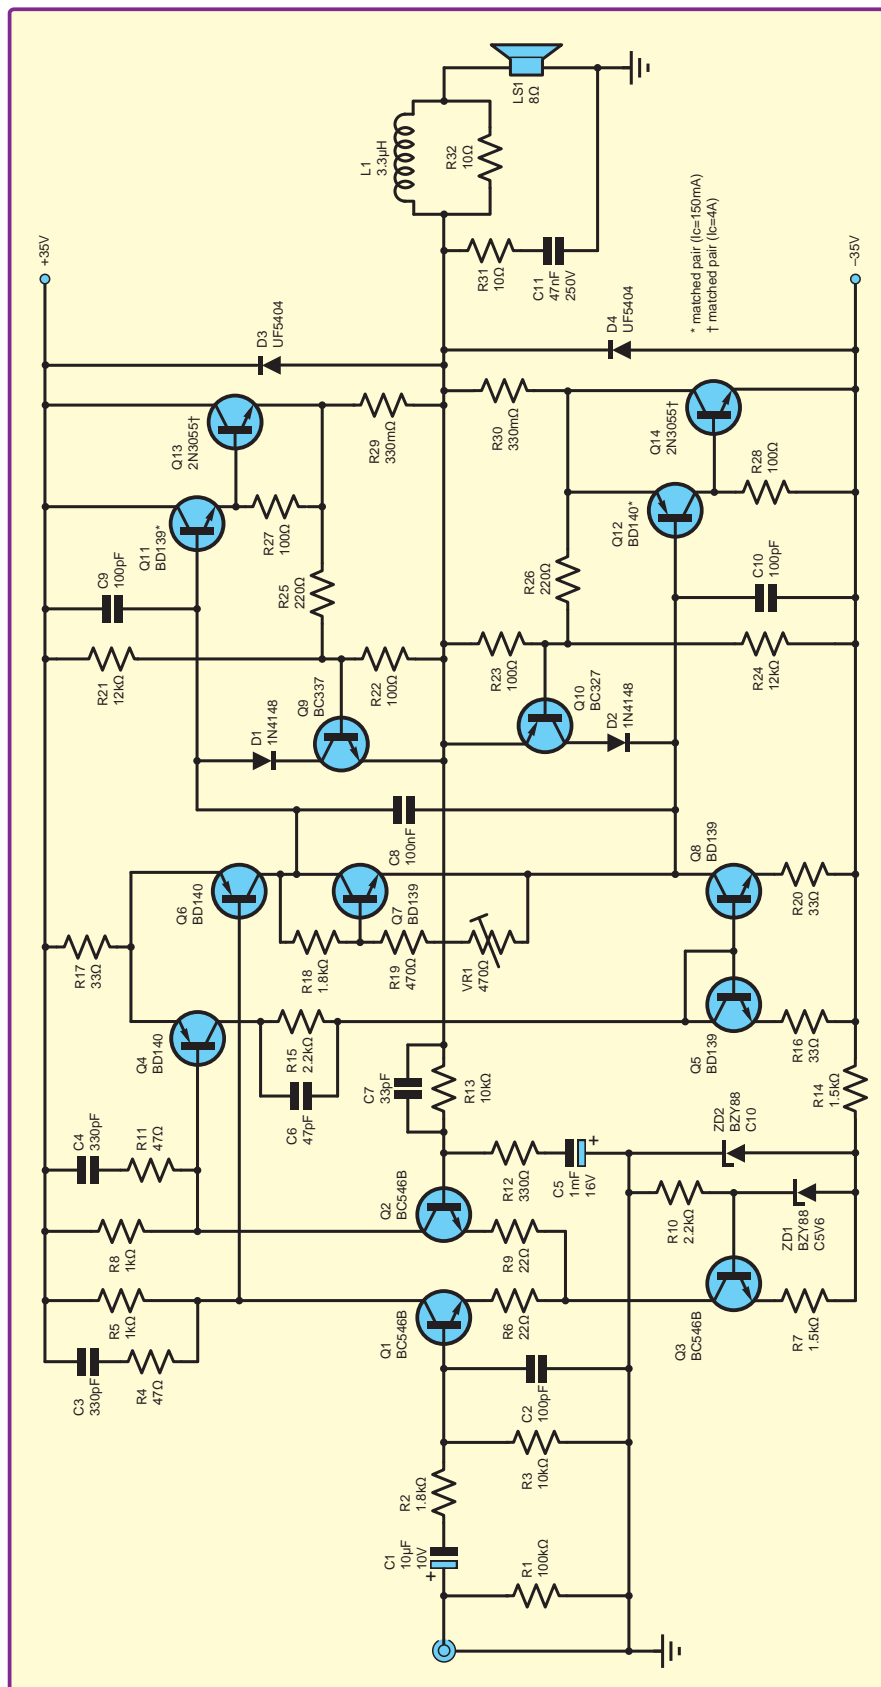 +35V
–35V
LS1
8Ω
L1
3.3µH
R32
10Ω
R31
10Ω
C11
47nF
250V
* matched pair (Ic=150mA)
† matched pair (Ic=4A)
D3
UF5404
D4
UF5404
Q13
2N3055†
R29
330mΩ
R30
330mΩ
Q14
2N3055†
R28
100Ω
Q11
BD139*
R27
100Ω
Q12
BD140*
C9
100pF
R25
220Ω
R26
220Ω
C10
100pF
R21
12kΩ
R22
100Ω
R23
100Ω
R24
12kΩ
Q9
BC337
D1
1N4148
Q10
BC327
D2
1N4148
C8
100nF
Q6
BD140
Q7
BD139
Q8
BD139
R20
33Ω
R17
33Ω
R18
1.8kΩ
R19
470Ω
VR1
470Ω
Q4
BD140
R15
2.2kΩ
C6
47pF
Q5
BD139
R16
33Ω
C7
33pF
R13
10kΩ
R14
1.5kΩ
C4
330pF
R11
47Ω
R12
330Ω
C5
1mF
16V
+
ZD2
BZY88
C10
R8
1kΩ
Q2
BC546B
R9
22Ω
R10
2.2kΩ
ZD1
BZY88
C5V6
R5
1kΩ
Q1
BC546B
R6
22Ω
Q3
BC546B
R7
1.5kΩ
C3
330pF
R4
47Ω
C2
100pF
R3
10kΩ
R2
1.8kΩ
C1
10µF
10V
+
R1
100kΩ